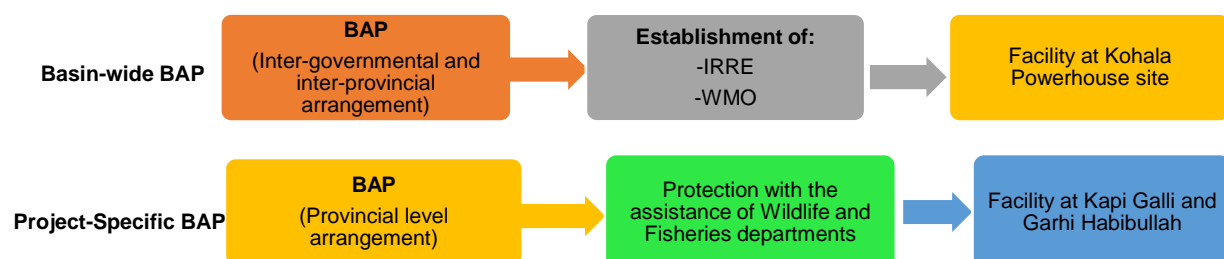 Basin-wide BAP
BAP
(Inter-governmental and
inter-provincial
arrangement)
Establishment of:
-IRRE
-WMO
Facility at Kohala
Powerhouse site
Project-Specific BAP
BAP
(Provincial level
arrangement)
Protection with the
assistance of Wildlife and
Fisheries departments
Facility at Kapi Galli and
Garhi Habibullah